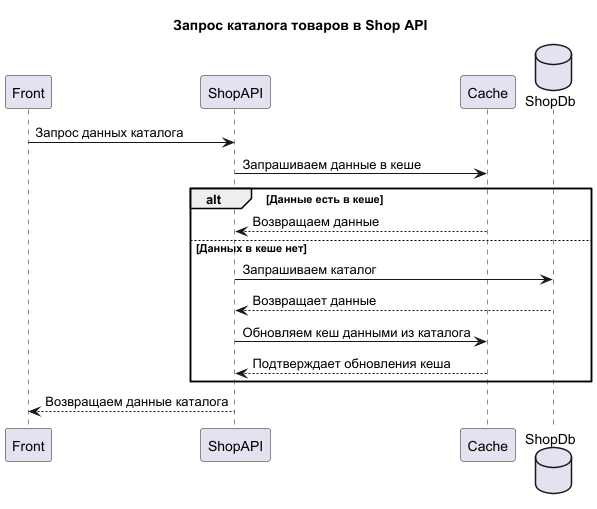 Запрос каталога товаров в Shop API
Front
ShopAPI
Cache
ShopDb
Запрос данных каталога
Запрашиваем данные в кеше
alt
[Данные есть в кеше]
Возвращаем данные
[Данных в кеше нет]
Запрашиваем каталог
Возвращает данные
Обновляем кеш данными из каталога
Подтверждает обновления кеша
Возвращаем данные каталога
Front
ShopAPI
Cache
ShopDb